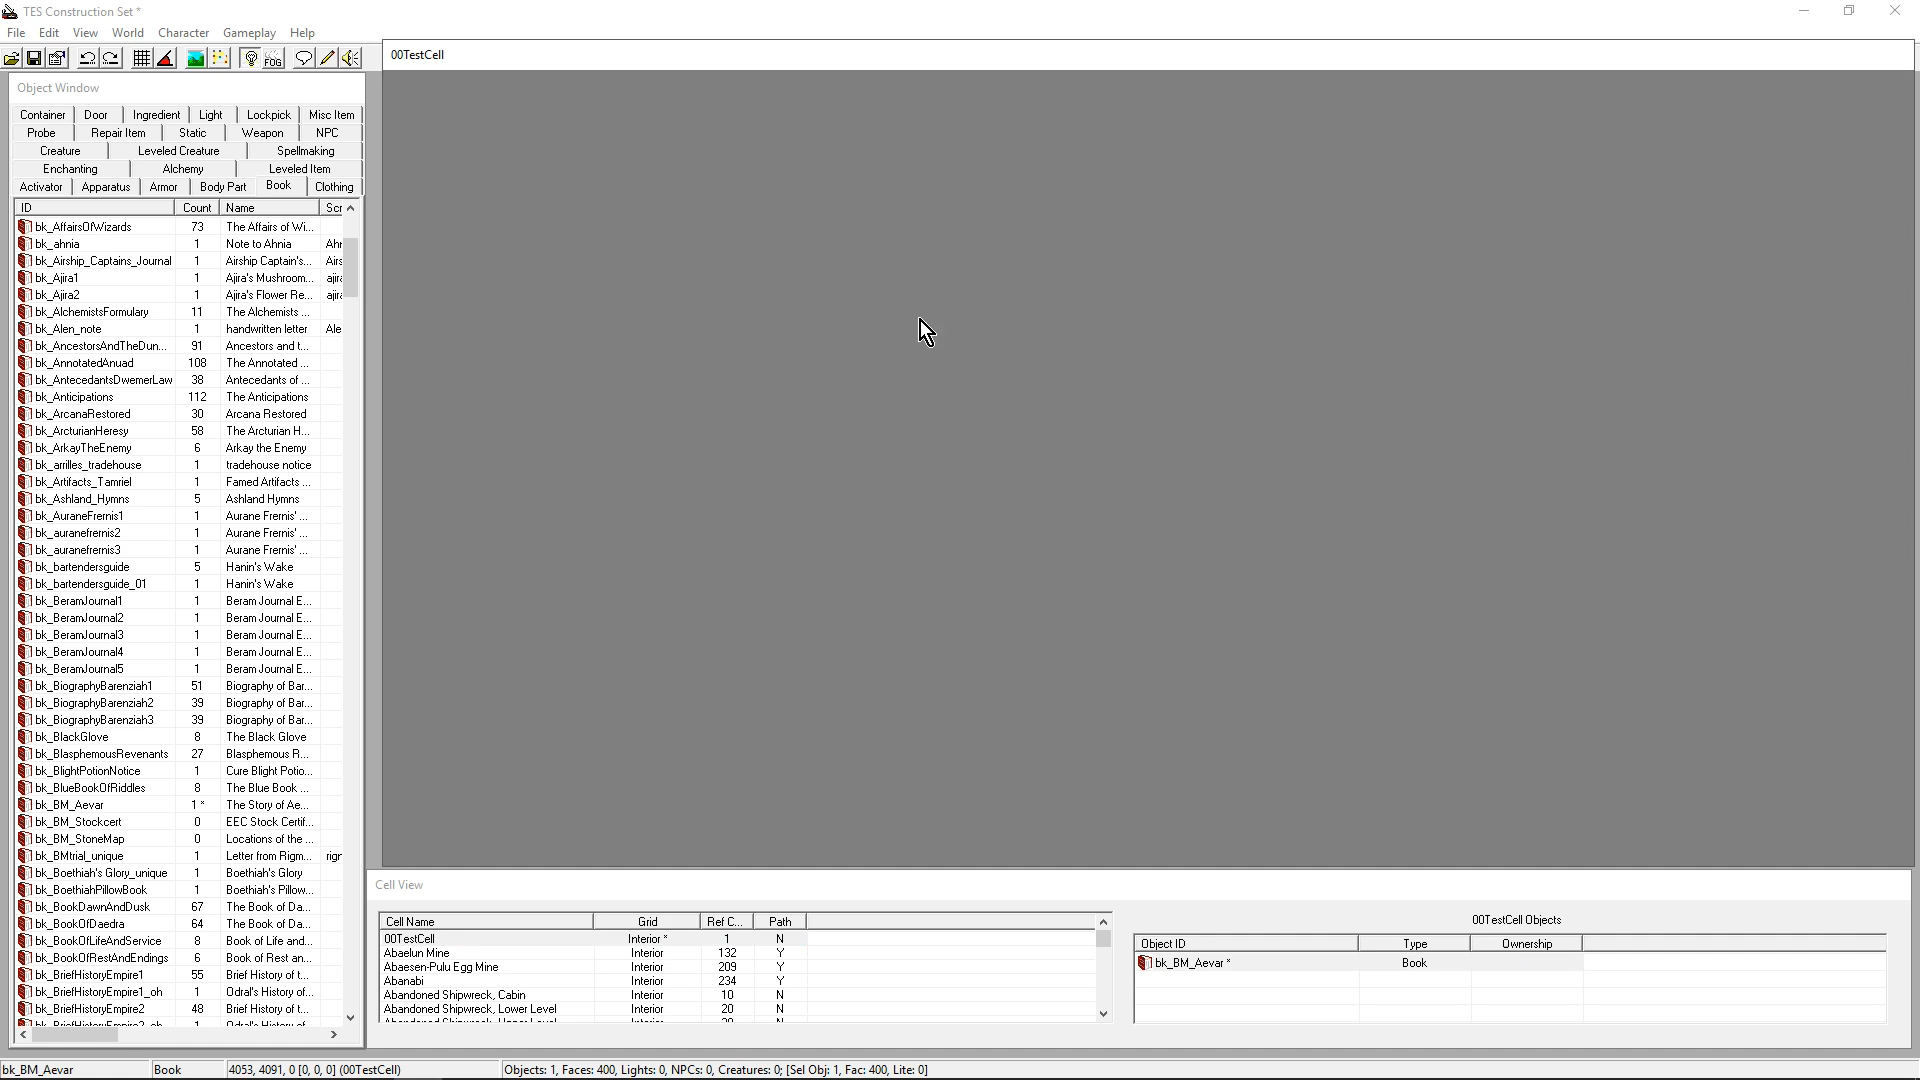 TES Construction Set *
File Edit View World Character Gameplay Help
FOG
00TestCell
Object Window
Container Door Ingredient Light Lockpick Misc Item
Probe Repair Item Static Weapon NPC
Creature Leveled Creature Spellmaking
Enchanting Alchemy Leveled Item
Activator Apparatus Armor Body Part Book Clothing
ID Count Name Scr
bk_AffairsOfWizards 73 The Affairs of Wi...
bk_ahnia 1 Note to Ahnia Ahn
bk_Airship_Captains_Journal 1 Airship Captain's... Airs
bk_Ajira1 1 Ajira's Mushroom... ajira
bk_Ajira2 1 Ajira's Flower Re... ajira
bk_AlchemistsFormulary 11 The Alchemists ...
bk_Alen_note 1 handwritten letter Ale
bk_AncestorsAndTheDun... 91 Ancestors and t...
bk_AnnotatedAnuad 108 The Annotated ...
bk_AntecedantsDwemerLaw 38 Antecedants of ...
bk_Anticipations 112 The Anticipations
bk_ArcanaRestored 30 Arcana Restored
bk_ArcturianHeresy 58 The Arcturian H...
bk_ArkayTheEnemy 6 Arkay the Enemy
bk_arrilles_tradehouse 1 tradehouse notice
bk_Artifacts_Tamriel 1 Famed Artifacts ...
bk_Ashland_Hymns 5 Ashland Hymns
bk_AuraneFrernis1 1 Aurane Frernis' ...
bk_auranefrernis2 1 Aurane Frernis' ...
bk_auranefrernis3 1 Aurane Frernis' ...
bk_bartendersguide 5 Hanin's Wake
bk_bartendersguide_01 1 Hanin's Wake
bk_BeramJournal1 1 Beram Journal E...
bk_BeramJournal2 1 Beram Journal E...
bk_BeramJournal3 1 Beram Journal E...
bk_BeramJournal4 1 Beram Journal E...
bk_BeramJournal5 1 Beram Journal E...
bk_BiographyBarenziah1 51 Biography of Bar...
bk_BiographyBarenziah2 39 Biography of Bar...
bk_BiographyBarenziah3 39 Biography of Bar...
bk_BlackGlove 8 The Black Glove
bk_BlasphemousRevenants 27 Blasphemous R...
bk_BlightPotionNotice 1 Cure Blight Potio...
bk_BlueBookOfRiddles 8 The Blue Book ...
bk_BM_Aevar 1 * The Story of Ae...
bk_BM_Stockcert 0 EEC Stock Certif...
bk_BM_StoneMap 0 Locations of the ...
bk_BMtrial_unique 1 Letter from Rigm... rigr
bk_Boethiah's Glory_unique 1 Boethiah's Glory
bk_BoethiahPillowBook 1 Boethiah's Pillow...
bk_BookDawnAndDusk 67 The Book of Da...
bk_BookOfDaedra 64 The Book of Da...
bk_BookOfLifeAndService 8 Book of Life and...
bk_BookOfRestAndEndings 6 Book of Rest an...
bk_BriefHistoryEmpire1 55 Brief History of t...
bk_BriefHistoryEmpire1_oh 1 Odral's History of...
bk_BriefHistoryEmpire2 48 Brief History of t...
bk_BriefHistoryEmpire2_oh 1 Odral's History of
Cell View
Cell Name Grid Ref C... Path
00TestCell Interior * 1 N
Abaelun Mine Interior 132 Y
Abaesen-Pulu Egg Mine Interior 209 Y
Abanabi Interior 234 Y
Abandoned Shipwreck, Cabin Interior 10 N
Abandoned Shipwreck, Lower Level Interior 20 N
Abandoned Shipwreck, Upper Level Interior 20 N
00TestCell Objects
Object ID Type Ownership
bk_BM_Aevar * Book
bk_BM_Aevar Book 4053, 4091, 0 [0, 0, 0] (00TestCell) Objects: 1, Faces: 400, Lights: 0, NPCs: 0, Creatures: 0; [Sel Obj: 1, Fac: 400, Lite: 0]